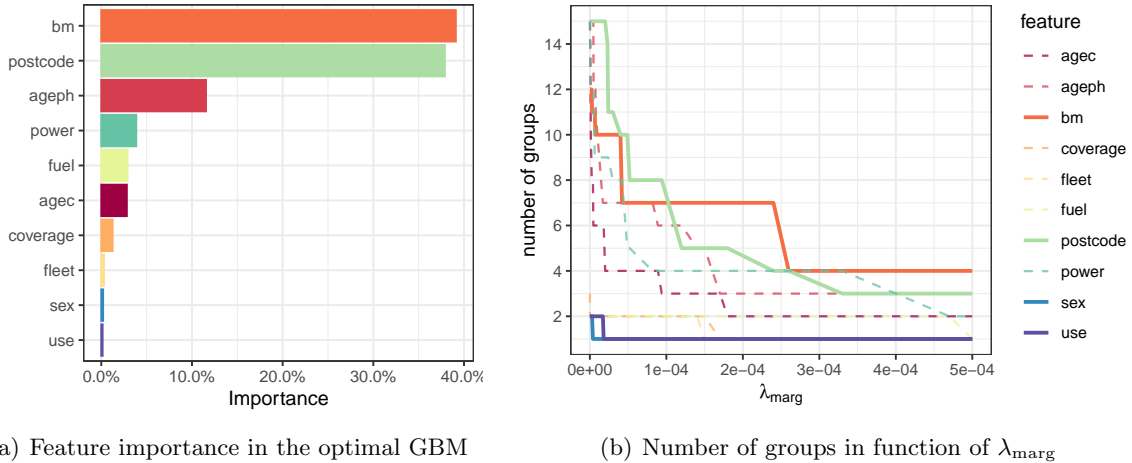 bm
postcode
ageph
power
fuel
agec
coverage
fleet
sex
use
0.0%
10.0%
20.0%
30.0%
40.0%
Importance
a) Feature importance in the optimal GBM
number of groups
14
12
10
8
6
4
2
0e+00
1e−04
2e−04
3e−04
4e−04
5e−04
λmarg
feature
agec
ageph
bm
coverage
fleet
fuel
postcode
power
sex
use
(b) Number of groups in function of λmarg